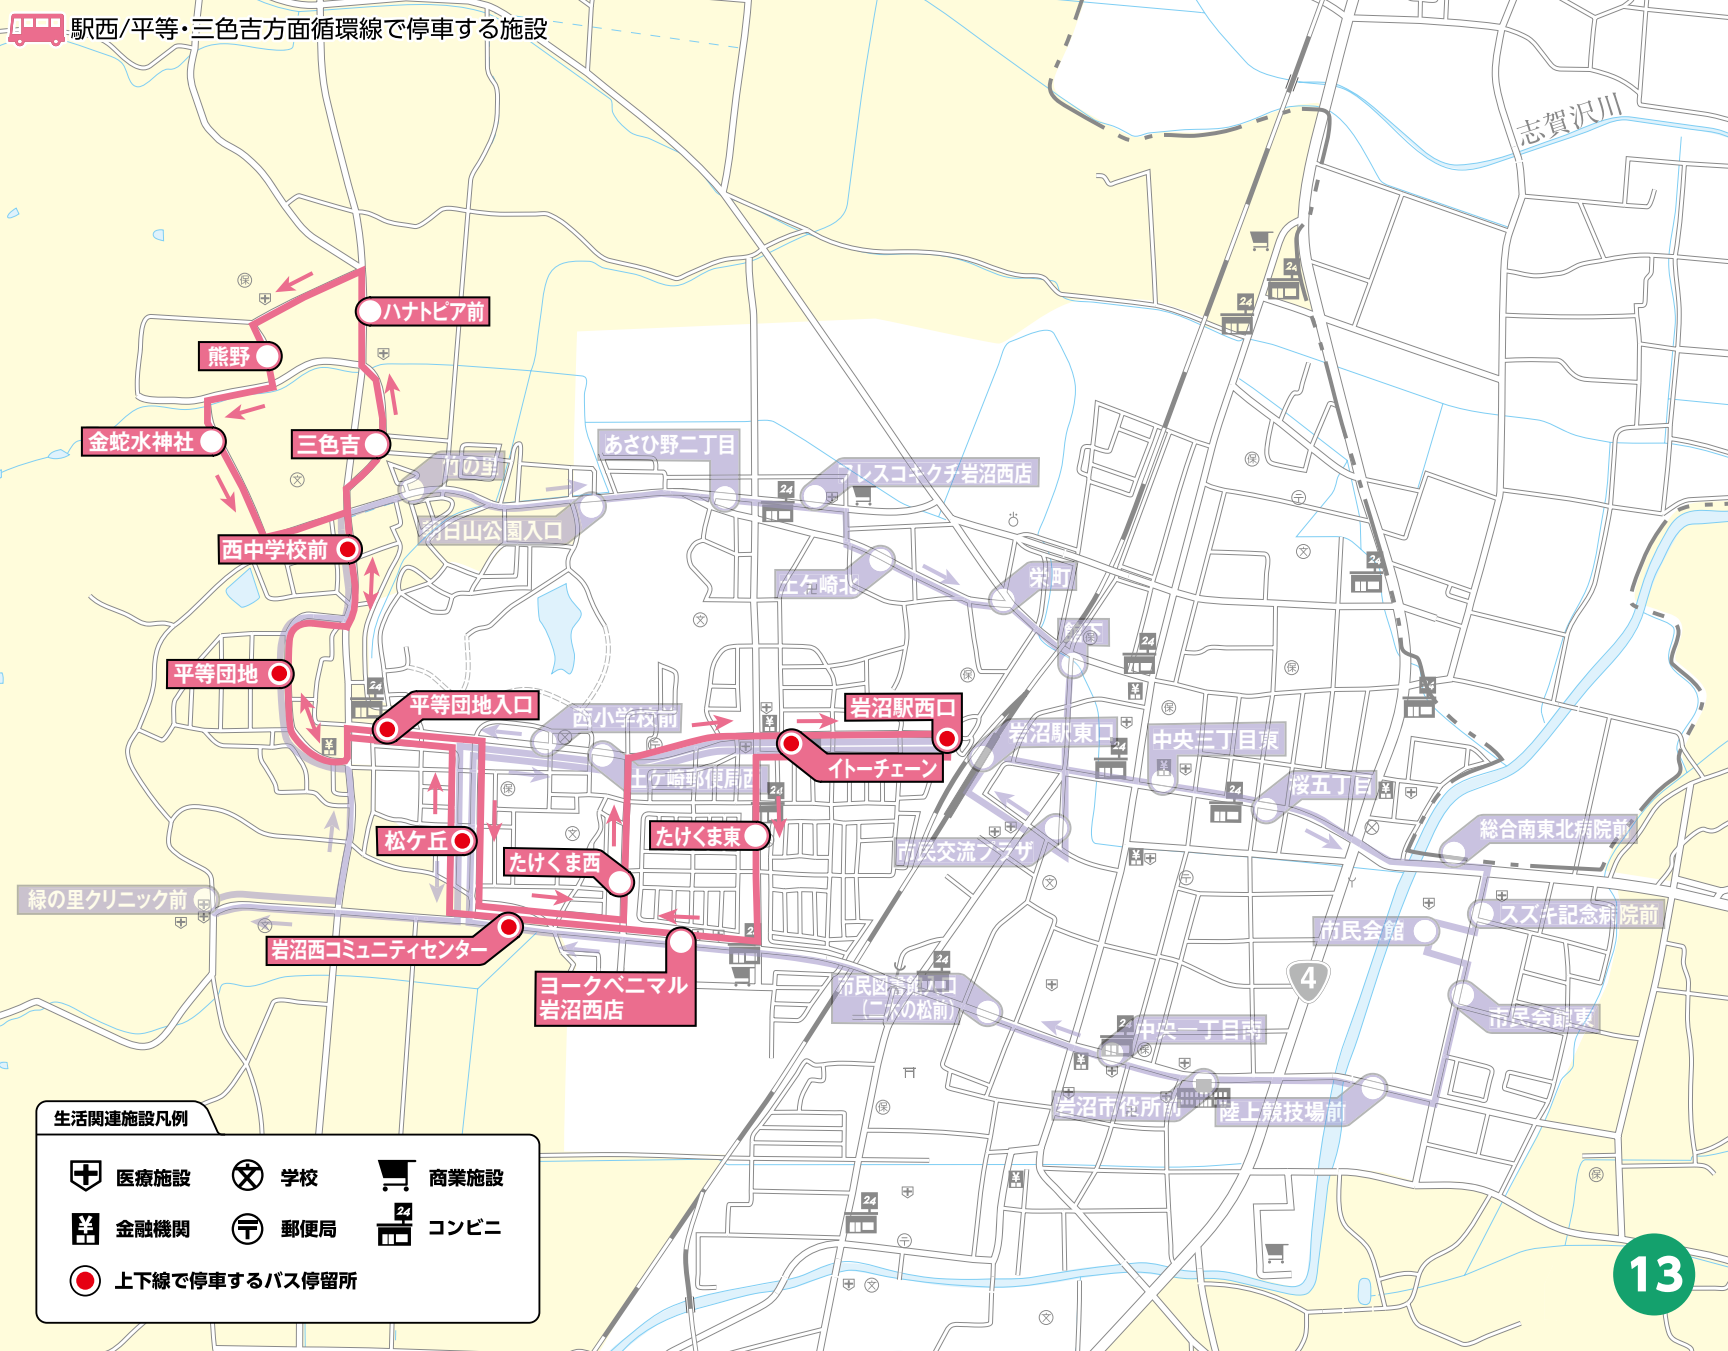 駅西/平等・三色吉方面循環線で停車する施設
志賀沢川
ハナトピア前
熊野
金蛇水神社
三色吉
竹の里
あさひ野二丁目
フレスコキクチ岩沼西店
朝日山公園入口
西中学校前
土ケ崎北
栄町
館下
平等団地
平等団地入口
西小学校前
土ケ崎郵便局西
岩沼駅西口
イトーチェーン
岩沼駅東口
中央三丁目東
桜五丁目
総合南東北病院前
松ケ丘
たけくま西
たけくま東
市民交流プラザ
緑の里クリニック前
岩沼西コミュニティセンター
ヨークベニマル
岩沼西店
スズキ記念病院前
市民会館
4
市民図書館入口
(二木の松前)
市民会館東
中央一丁目南
岩沼市役所前
陸上競技場前
生活関連施設凡例
医療施設
学校
商業施設
金融機関
郵便局
24
コンビニ
上下線で停車するバス停留所
13